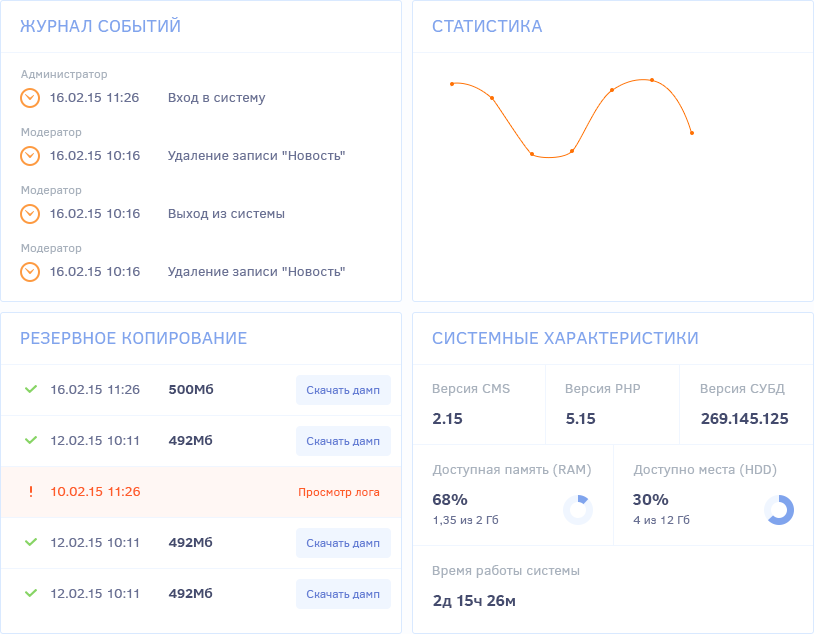 ЖУРНАЛ СОБЫТИЙ
Администратор
16.02.15 11:26 Вход в систему
Модератор
16.02.15 10:16 Удаление записи "Новость"
Модератор
16.02.15 10:16 Выход из системы
Модератор
16.02.15 10:16 Удаление записи "Новость"
СТАТИСТИКА
РЕЗЕРВНОЕ КОПИРОВАНИЕ
16.02.15 11:26 500Мб Скачать дамп
12.02.15 10:11 492Мб Скачать дамп
! 10.02.15 11:26 Просмотр лога
12.02.15 10:11 492Мб Скачать дамп
12.02.15 10:11 492Мб Скачать дамп
СИСТЕМНЫЕ ХАРАКТЕРИСТИКИ
Версия CMS
2.15
Версия PHP
5.15
Версия СУБД
269.145.125
Доступная память (RAM)
68%
1,35 из 2 Гб
Доступно места (HDD)
30%
4 из 12 Гб
Время работы системы
2д 15ч 26м